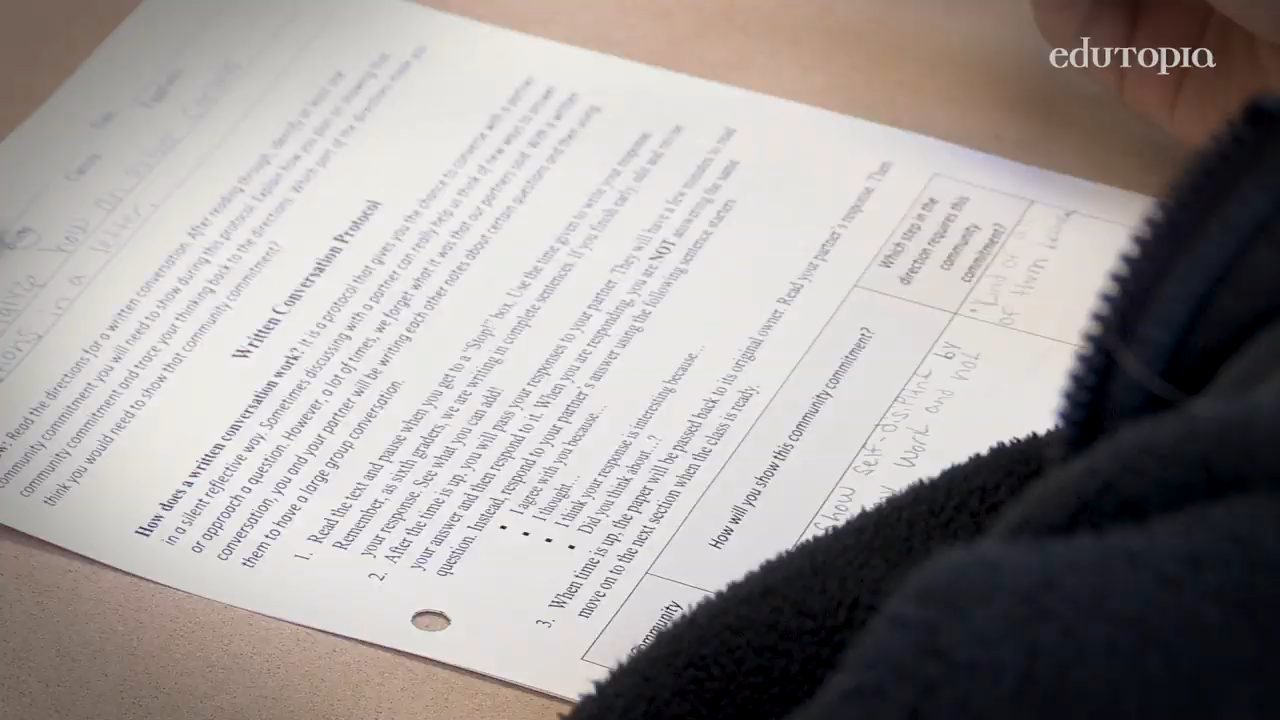 edutopia
Read the directions for a written conversation. After reading through, identify at least one
community commitment you will need to show during this protocol. Explain how you plan on showing that
community commitment and trace your thinking back to the directions. Which part of the directions made you
think you would need to show that community commitment?
Written Conversation Protocol
How does a written conversation work? It is a protocol that gives you the chance to converse with a partner
in a silent reflective way. Sometimes discussing with a partner can really help us think of new ways to answer
or approach a question. However, a lot of times, we forget what it was that our partners said. With a written
conversation, you and your partner will be writing each other notes about certain questions and then using
them to have a large group conversation.
1. Read the text and pause when you get to a "Stop!" box. Use the time given to write your response.
Remember, as sixth graders, we are writing in complete sentences. If you finish early, add and revise
your response. See what you can add!
2. After the time is up, you will pass your responses to your partner. They will have a few minutes to read
your answer and then respond to it. When you are responding, you are NOT answering the same
question. Instead, respond to your partner's answer using the following sentence starters
▪ I agree with you because...
▪ I thought...
▪ I think your response is interesting because...
▪ Did you think about...?
3. When time is up, the paper will be passed back to its original owner. Read your partner's response. Then
move on to the next section when the class is ready.
How will you show this community commitment?
Which step in the
direction requires this
community
commitment?
Show self-disiplane by
Work and not